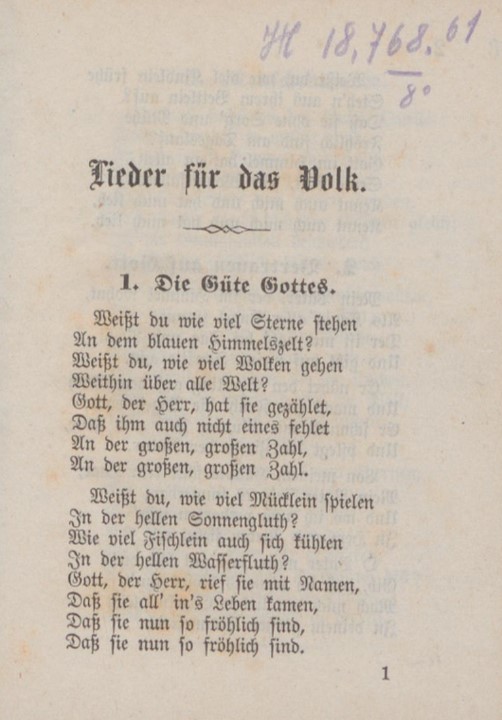 JH 18,768.61
8°
Lieder für das Volk.
1. Die Güte Gottes.
Weißt du wie viel Sterne stehen
An dem blauen Himmelszelt?
Weißt du, wie viel Wolken gehen
Weithin über alle Welt?
Gott, der Herr, hat sie gezählet,
Daß ihm auch nicht eines fehlet
An der großen, großen Zahl,
An der großen, großen Zahl.
Weißt du, wie viel Mücklein spielen
In der hellen Sonnengluth?
Wie viel Fischlein auch sich kühlen
In der hellen Wasserfluth?
Gott, der Herr, rief sie mit Namen,
Daß sie all' in's Leben kamen,
Daß sie nun so fröhlich sind,
Daß sie nun so fröhlich sind.
1